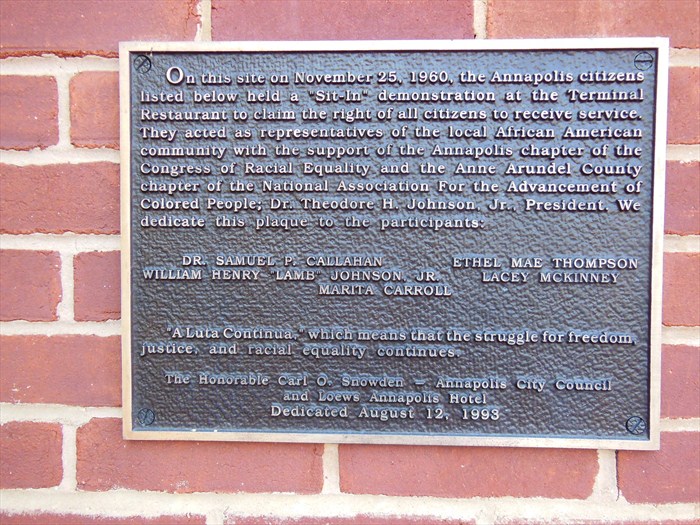 On this site on November 25, 1960, the Annapolis citizens
listed below held a "Sit-In" demonstration at the Terminal
Restaurant to claim the right of all citizens to receive service.
They acted as representatives of the local African American
community with the support of the Annapolis chapter of the
Congress of Racial Equality and the Anne Arundel County
chapter of the National Association For the Advancement of
Colored People; Dr. Theodore H. Johnson, Jr., President. We
dedicate this plaque to the participants:
DR. SAMUEL P. CALLAHAN ETHEL MAE THOMPSON
WILLIAM HENRY "LAMB" JOHNSON, JR. LACEY MCKINNEY
MARITA CARROLL
"A Luta Continua," which means that the struggle for freedom,
justice, and racial equality continues.
The Honorable Carl O. Snowden — Annapolis City Council
and Loews Annapolis Hotel
Dedicated August 12, 1993